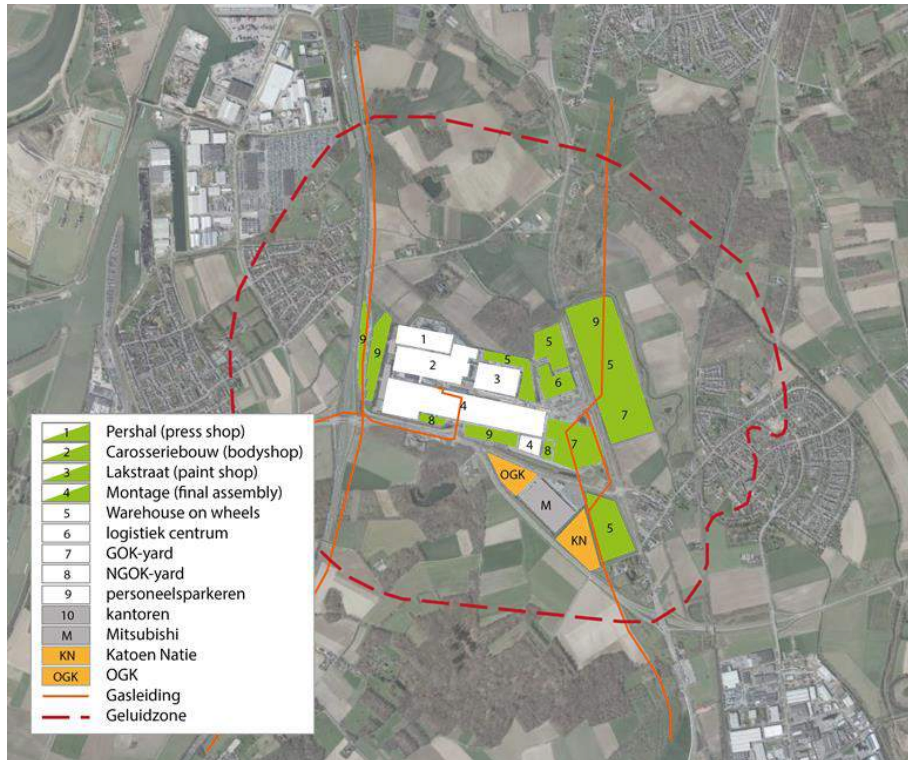 9
9
1
2
3
4
5
5
6
9
5
7
8
9
4
8
7
OGK
M
KN
5
1 Pershal (press shop)
2 Carosseriebouw (bodyshop)
3 Lakstraat (paint shop)
4 Montage (final assembly)
5 Warehouse on wheels
6 logistiek centrum
7 GOK-yard
8 NGOK-yard
9 personeelsparkeren
10 kantoren
M Mitsubishi
KN Katoen Natie
OGK OGK
Gasleiding
Geluidzone